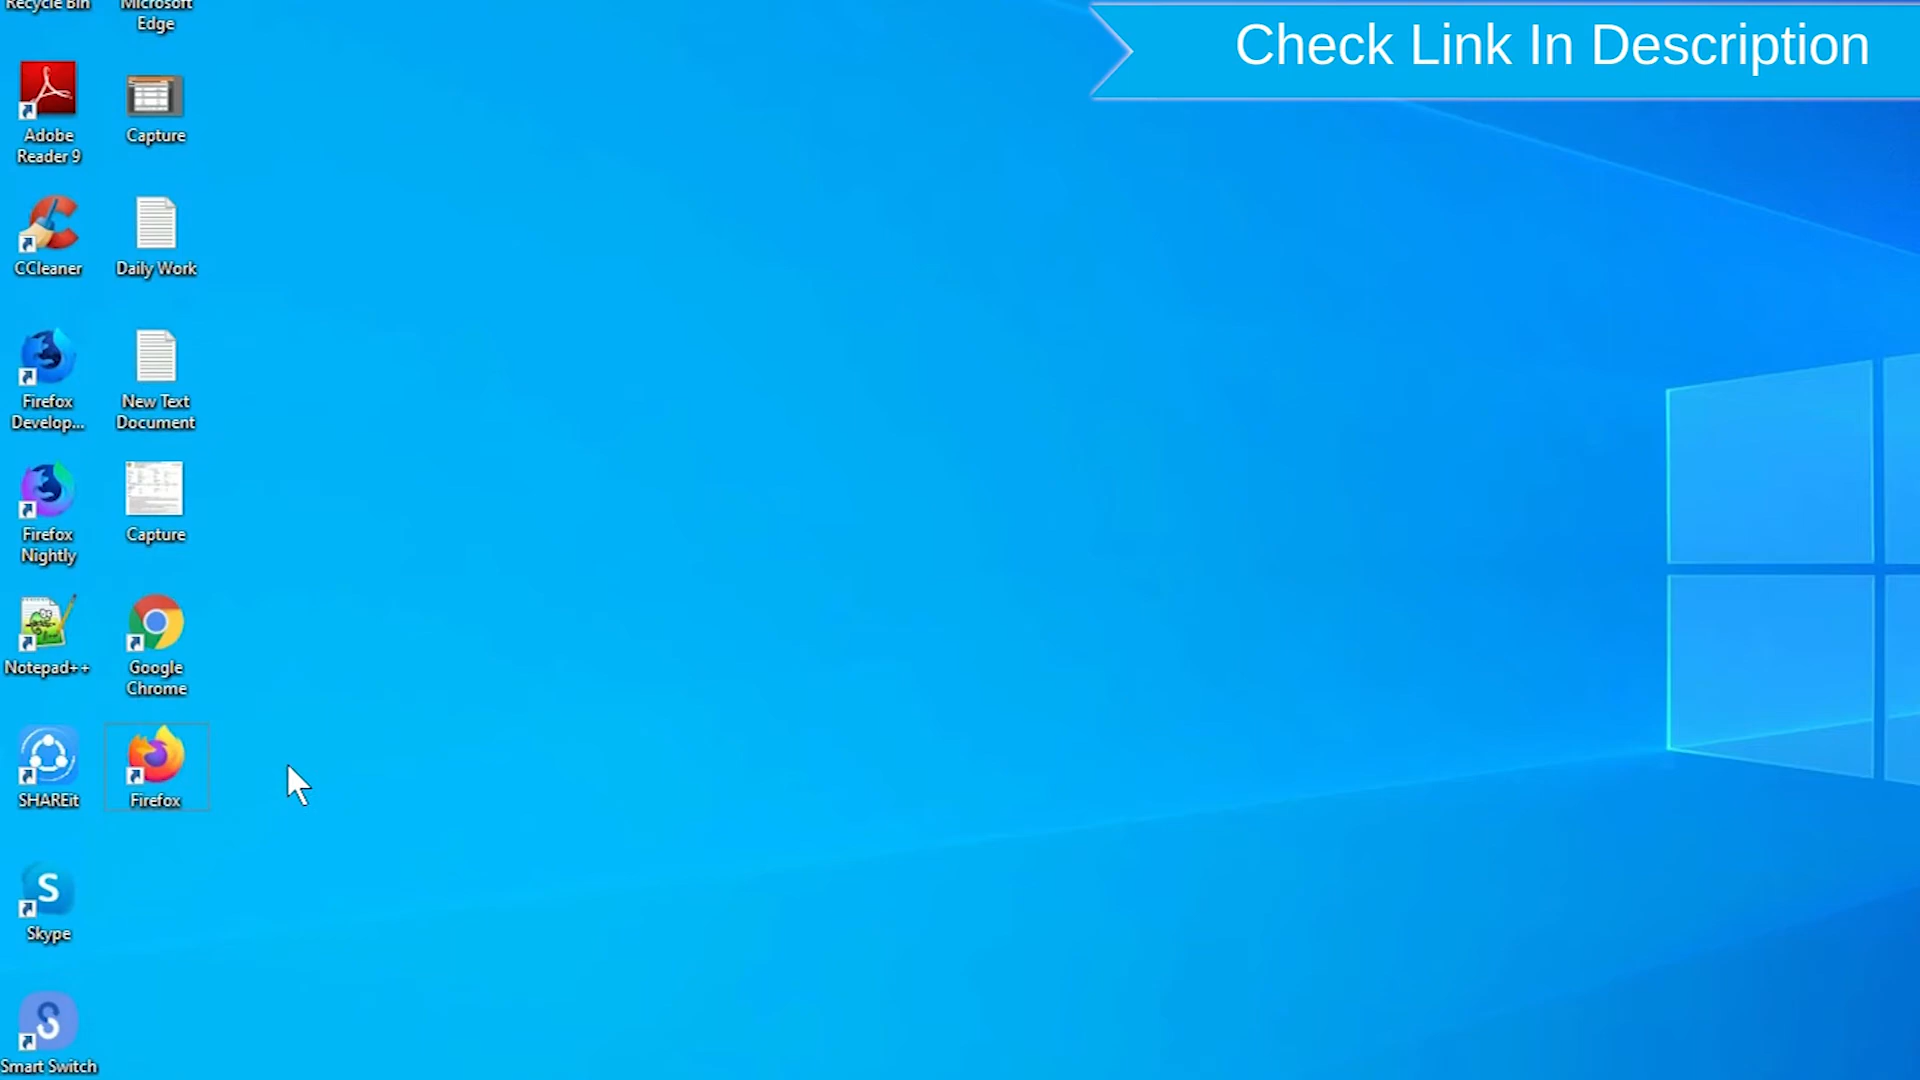 Recycle Bin
Microsoft
Edge
Check Link In Description
Adobe
Reader 9
Capture
CCleaner
Daily Work
Firefox
Develop...
New Text
Document
Firefox
Nightly
Capture
Notepad++
Google
Chrome
SHAREit
Firefox
S
Skype
Smart Switch